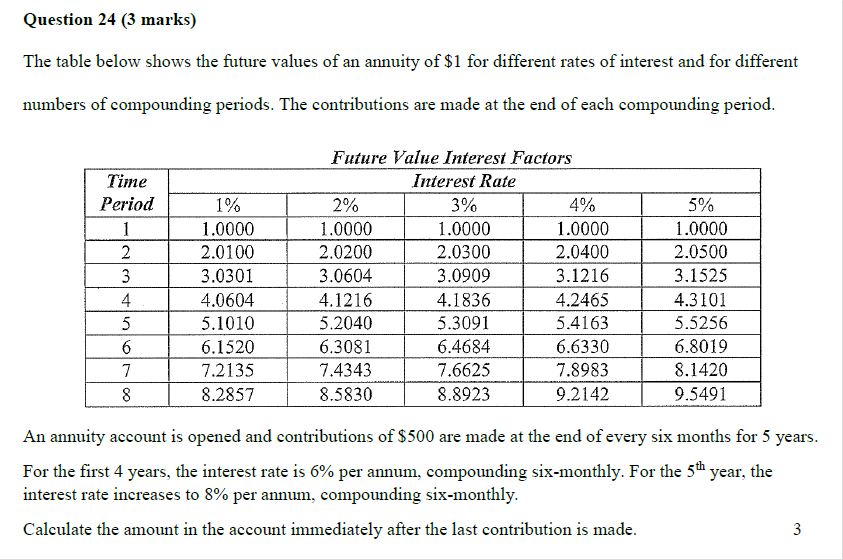 Question 24 (3 marks)
The table below shows the future values of an annuity of $1 for different rates of interest and for different
numbers of compounding periods. The contributions are made at the end of each compounding period.
Future Value Interest Factors
Time Period Interest Rate
1% 2% 3% 4% 5%
1 1.0000 1.0000 1.0000 1.0000 1.0000
2 2.0100 2.0200 2.0300 2.0400 2.0500
3 3.0301 3.0604 3.0909 3.1216 3.1525
4 4.0604 4.1216 4.1836 4.2465 4.3101
5 5.1010 5.2040 5.3091 5.4163 5.5256
6 6.1520 6.3081 6.4684 6.6330 6.8019
7 7.2135 7.4343 7.6625 7.8983 8.1420
8 8.2857 8.5830 8.8923 9.2142 9.5491
An annuity account is opened and contributions of $500 are made at the end of every six months for 5 years.
For the first 4 years, the interest rate is 6% per annum, compounding six-monthly. For the 5th year, the
interest rate increases to 8% per annum, compounding six-monthly.
Calculate the amount in the account immediately after the last contribution is made. 3